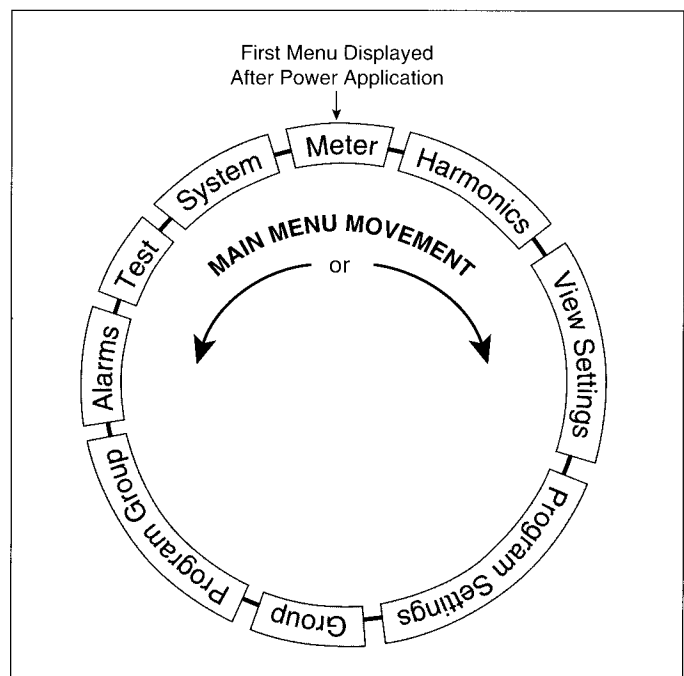 First Menu Displayed
After Power Application
Meter
Harmonics
View Settings
Program Settings
Group
Program Group
Alarms
Test
System
MAIN MENU MOVEMENT
or